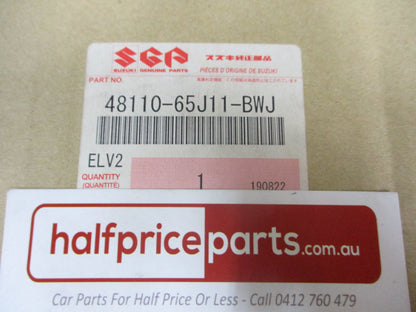 SGP スズキ純正部品
SUZUKI GENUINE PARTS PIÈCES D'ORIGINE DE SUZUKI
PART NO.
48110-65J11-BWJ
ELV2
QUANTITY 1 190822
(QUANTITÉ)
halfpriceparts.com.au
Car Parts For Half Price Or Less - Call 0412 760 479